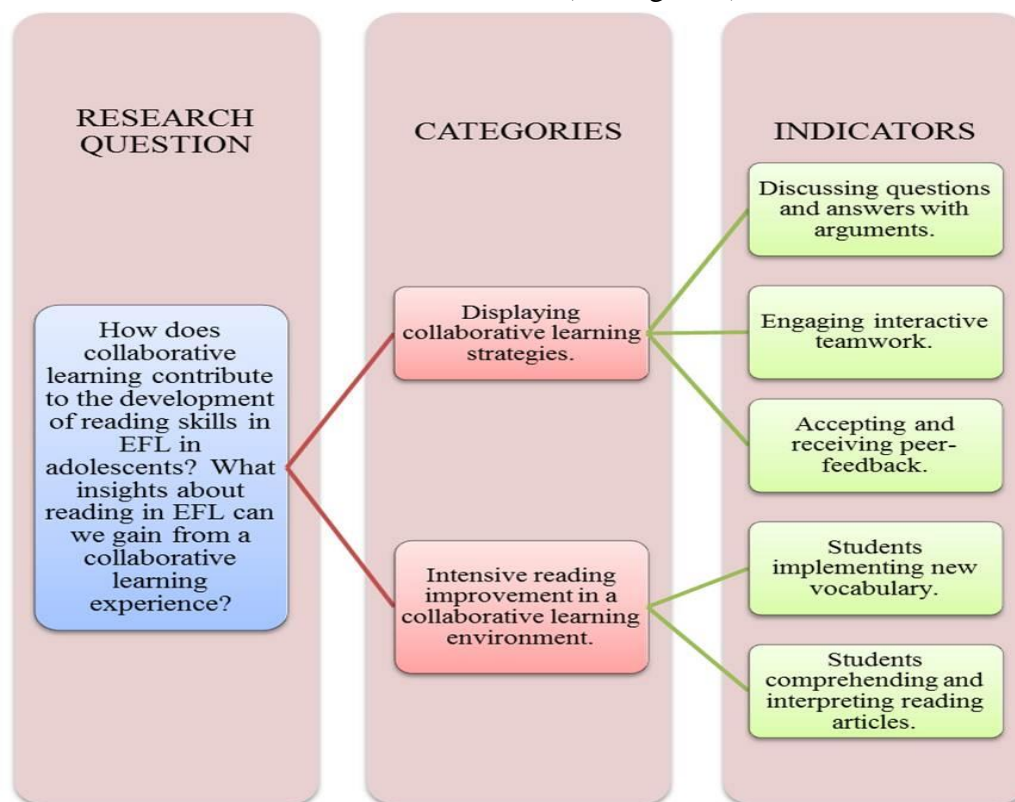 RESEARCH
QUESTION
How does
collaborative
learning contribute
to the development
of reading skills in
EFL in
adolescents? What
insights about
reading in EFL can
we gain from a
collaborative
learning
experience?
CATEGORIES
Displaying
collaborative learning
strategies.
Intensive reading
improvement in a
collaborative learning
environment.
INDICATORS
Discussing questions
and answers with
arguments.
Engaging interactive
teamwork.
Accepting and
receiving peer-
feedback.
Students
implementing new
vocabulary.
Students
comprehending and
interpreting reading
articles.